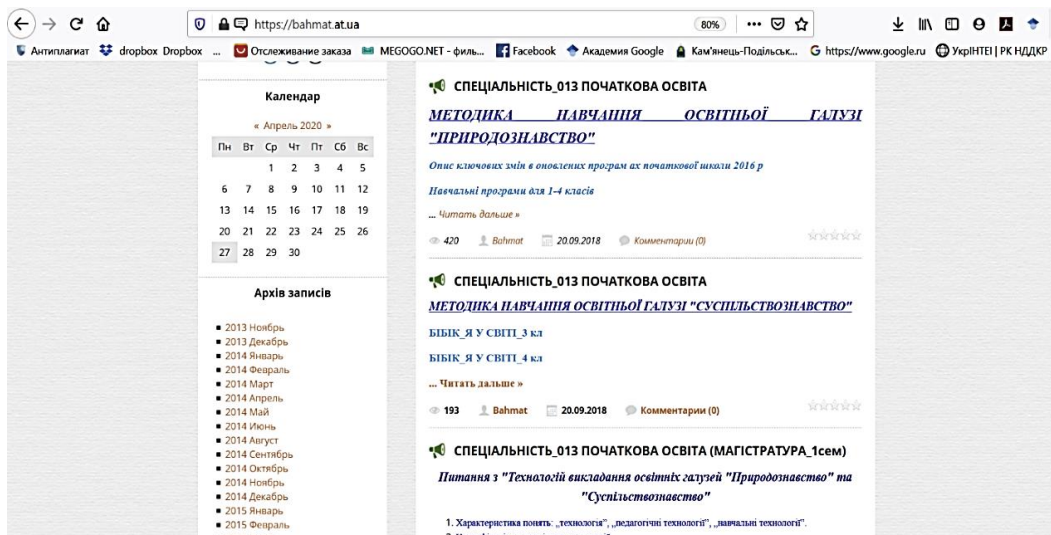 https://bahmat.at.ua
80%
Антиплагиат dropbox Dropbox ... Отслеживание заказа MEGOGO.NET - филь... Facebook Академия Google Кам'янець-Подільськ... https://www.google.ru УкрІНТЕІ | РК НДДКР
Календар
« Апрель 2020 »
Пн Вт Ср Чт Пт Сб Вс
1 2 3 4 5
6 7 8 9 10 11 12
13 14 15 16 17 18 19
20 21 22 23 24 25 26
27 28 29 30
Архів записів
2013 Ноябрь
2013 Декабрь
2014 Январь
2014 Февраль
2014 Март
2014 Апрель
2014 Май
2014 Июнь
2014 Август
2014 Сентябрь
2014 Октябрь
2014 Ноябрь
2014 Декабрь
2015 Январь
2015 Февраль
СПЕЦІАЛЬНІСТЬ_013 ПОЧАТКОВА ОСВІТА
МЕТОДИКА НАВЧАННЯ ОСВІТНЬОЇ ГАЛУЗІ
"ПРИРОДОЗНАВСТВО"
Опис ключових змін в оновлених програм ах початкової школи 2016 р
Навчальні програми для 1-4 класів
... Читать дальше »
420 Bahmat 20.09.2018 Комментарии (0)
СПЕЦІАЛЬНІСТЬ_013 ПОЧАТКОВА ОСВІТА
МЕТОДИКА НАВЧАННЯ ОСВІТНЬОЇ ГАЛУЗІ "СУСПІЛЬСТВОЗНАВСТВО"
БІБІК_Я У СВІТІ_3 кл
БІБІК_Я У СВІТІ_4 кл
... Читать дальше »
193 Bahmat 20.09.2018 Комментарии (0)
СПЕЦІАЛЬНІСТЬ_013 ПОЧАТКОВА ОСВІТА (МАГІСТРАТУРА_1сем)
Питання з "Технологій викладання освітніх галузей "Природознавство" та
"Суспільствознавство"
1. Характеристика понять: „технологія", „педагогічні технології", „навчальні технології".